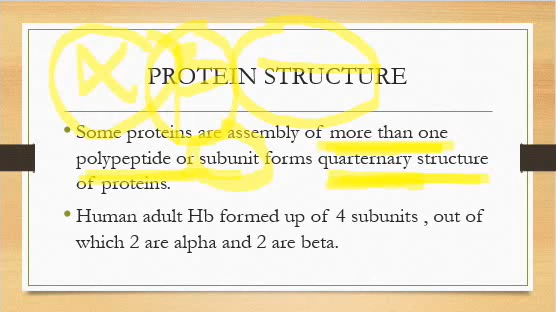 PROTEIN STRUCTURE
• Some proteins are assembly of more than one
polypeptide or subunit forms quarternary structure
of proteins.
• Human adult Hb formed up of 4 subunits , out of
which 2 are alpha and 2 are beta.